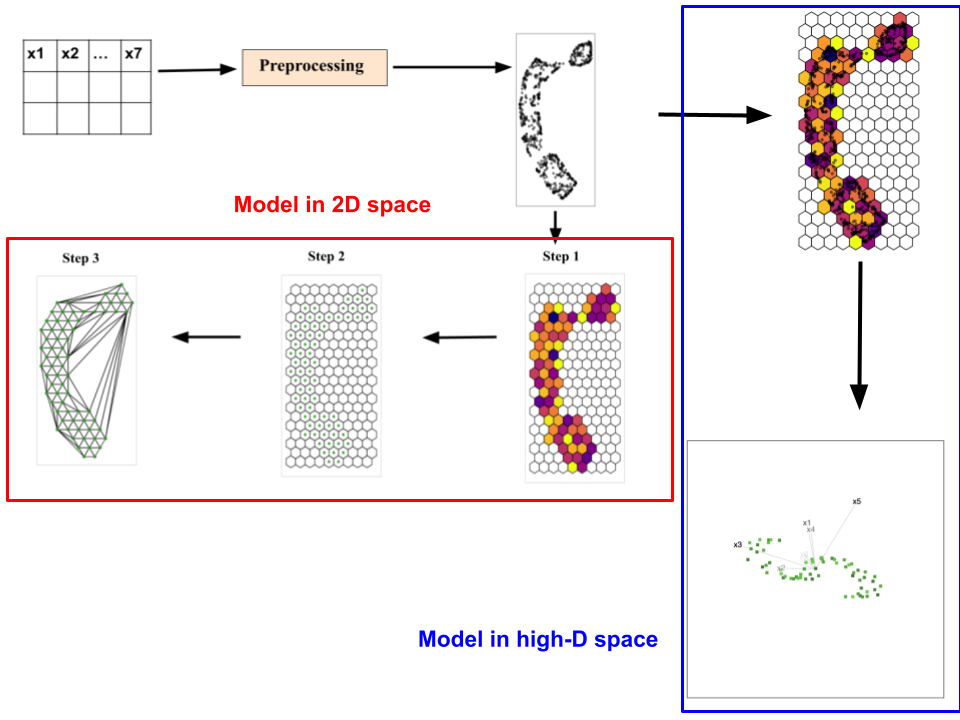 x1 x2 ... x7
Preprocessing
Model in 2D space
Step 3
Step 2
Step 1
x5
x1
x4
x3
x2
Model in high-D space